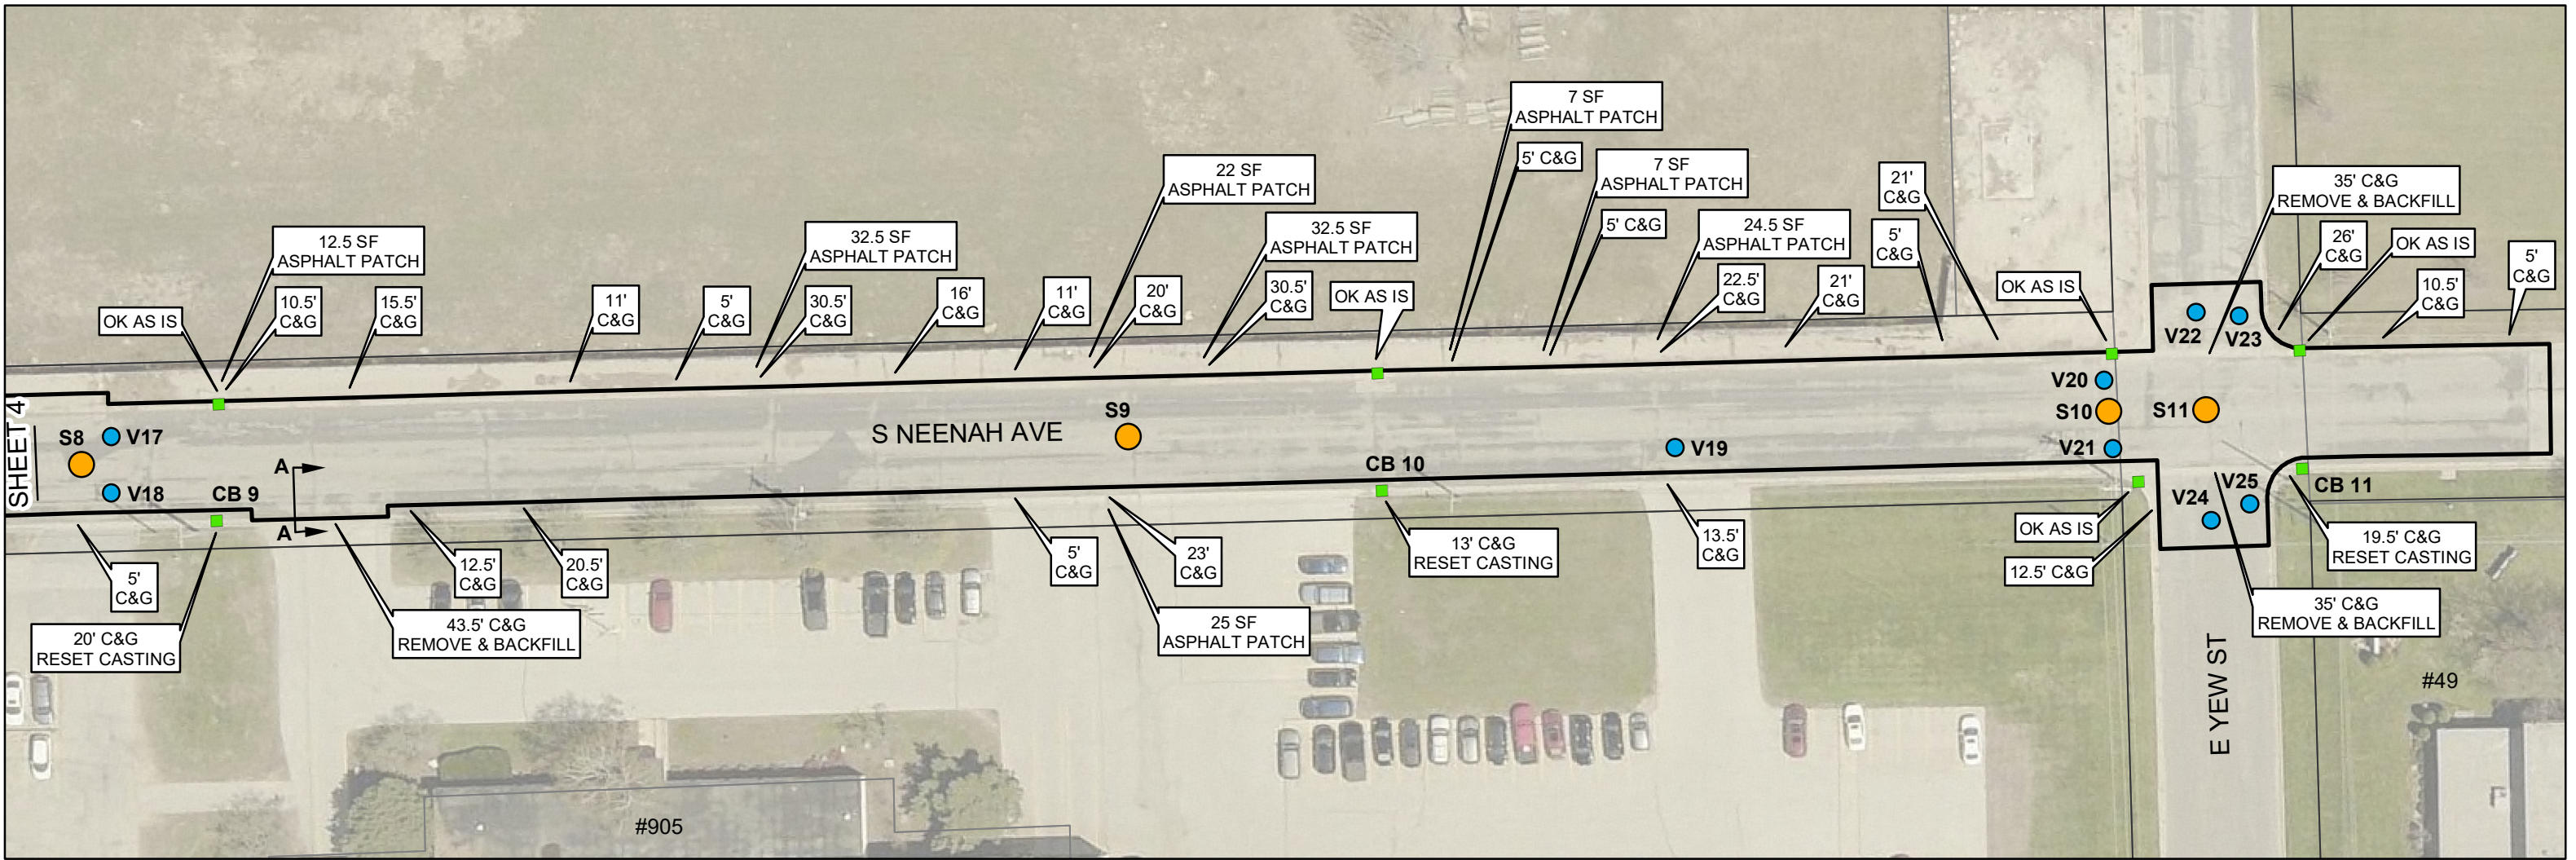 7 SF
ASPHALT PATCH
5' C&G
7 SF
ASPHALT PATCH
5' C&G
22 SF
ASPHALT PATCH
21'
C&G
35' C&G
REMOVE & BACKFILL
12.5 SF
ASPHALT PATCH
32.5 SF
ASPHALT PATCH
32.5 SF
ASPHALT PATCH
24.5 SF
ASPHALT PATCH
5'
C&G
26'
C&G
OK AS IS
5'
C&G
OK AS IS
10.5'
C&G
15.5'
C&G
11'
C&G
5'
C&G
30.5'
C&G
16'
C&G
11'
C&G
20'
C&G
30.5'
C&G
OK AS IS
22.5'
C&G
21'
C&G
OK AS IS
10.5'
C&G
V22
V23
V20
SHEET 4
S8
V17
S NEENAH AVE
S9
S10
S11
V19
V21
A
CB 10
V18
CB 9
V24
V25
CB 11
A
5'
C&G
12.5'
C&G
20.5'
C&G
5'
C&G
23'
C&G
13' C&G
RESET CASTING
13.5'
C&G
OK AS IS
12.5' C&G
19.5' C&G
RESET CASTING
20' C&G
RESET CASTING
43.5' C&G
REMOVE & BACKFILL
25 SF
ASPHALT PATCH
35' C&G
REMOVE & BACKFILL
E YEW ST
#49
#905